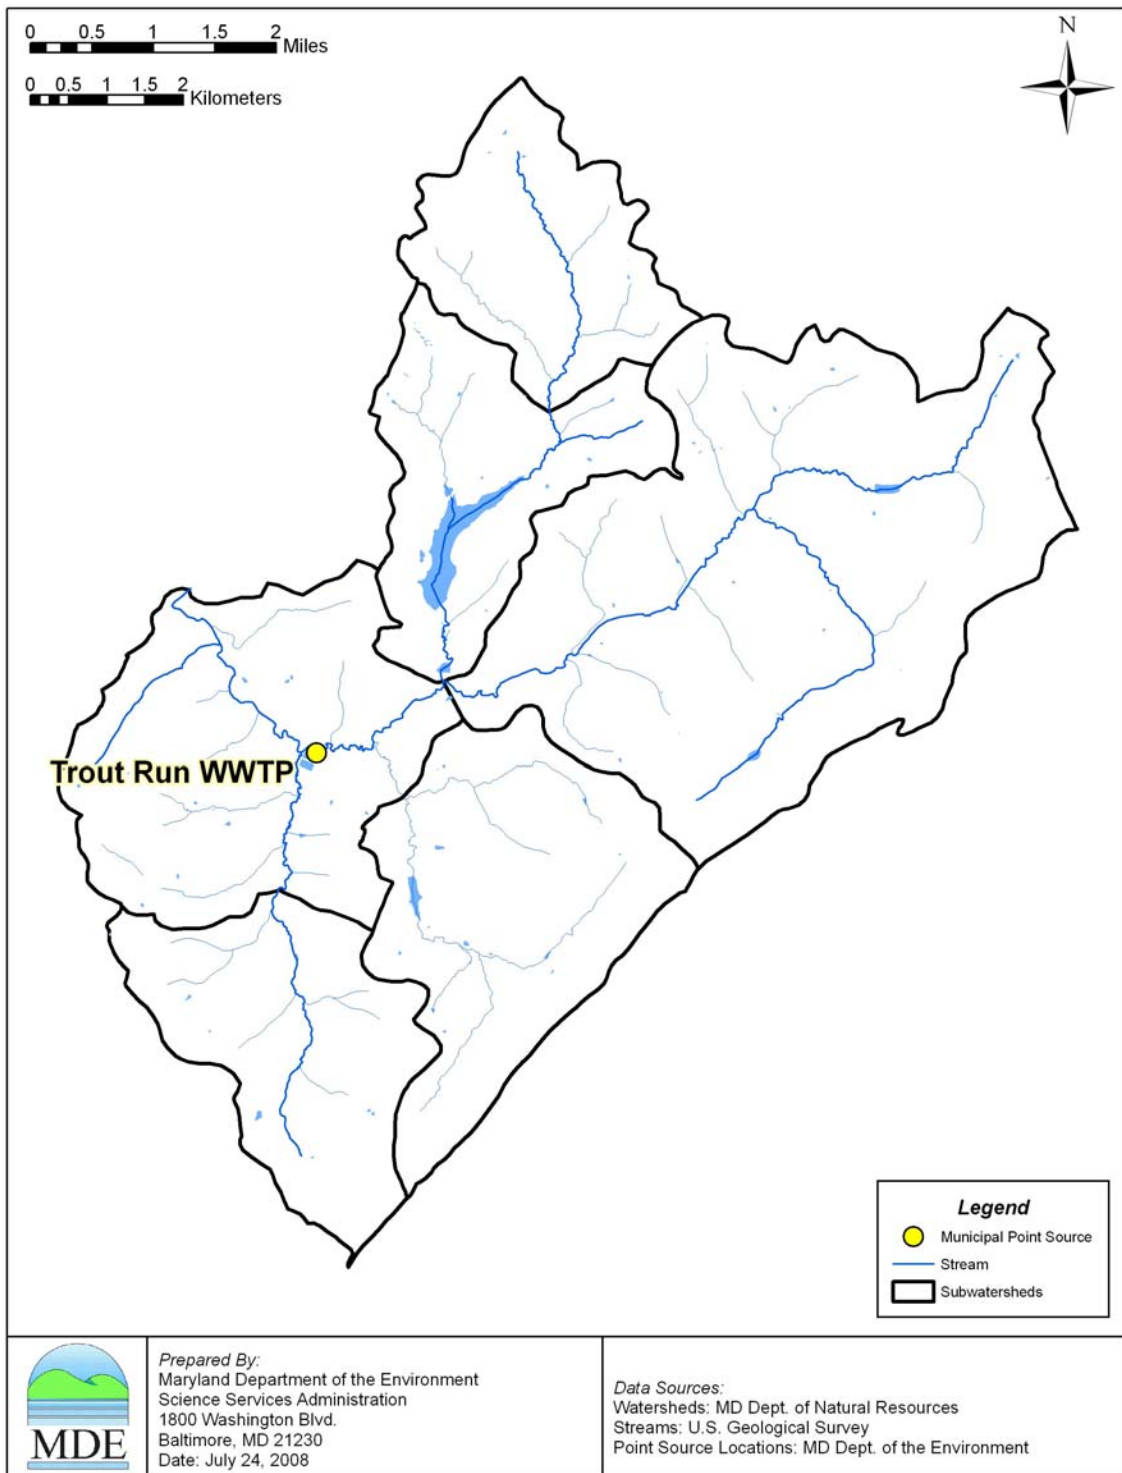 0 0.5 1 1.5 2
Miles
0 0.5 1 1.5 2
Kilometers
N
Trout Run WWTP
Legend
Municipal Point Source
Stream
Subwatersheds
MDE
Prepared By:
Maryland Department of the Environment
Science Services Administration
1800 Washington Blvd.
Baltimore, MD 21230
Date: July 24, 2008
Data Sources:
Watersheds: MD Dept. of Natural Resources
Streams: U.S. Geological Survey
Point Source Locations: MD Dept. of the Environment